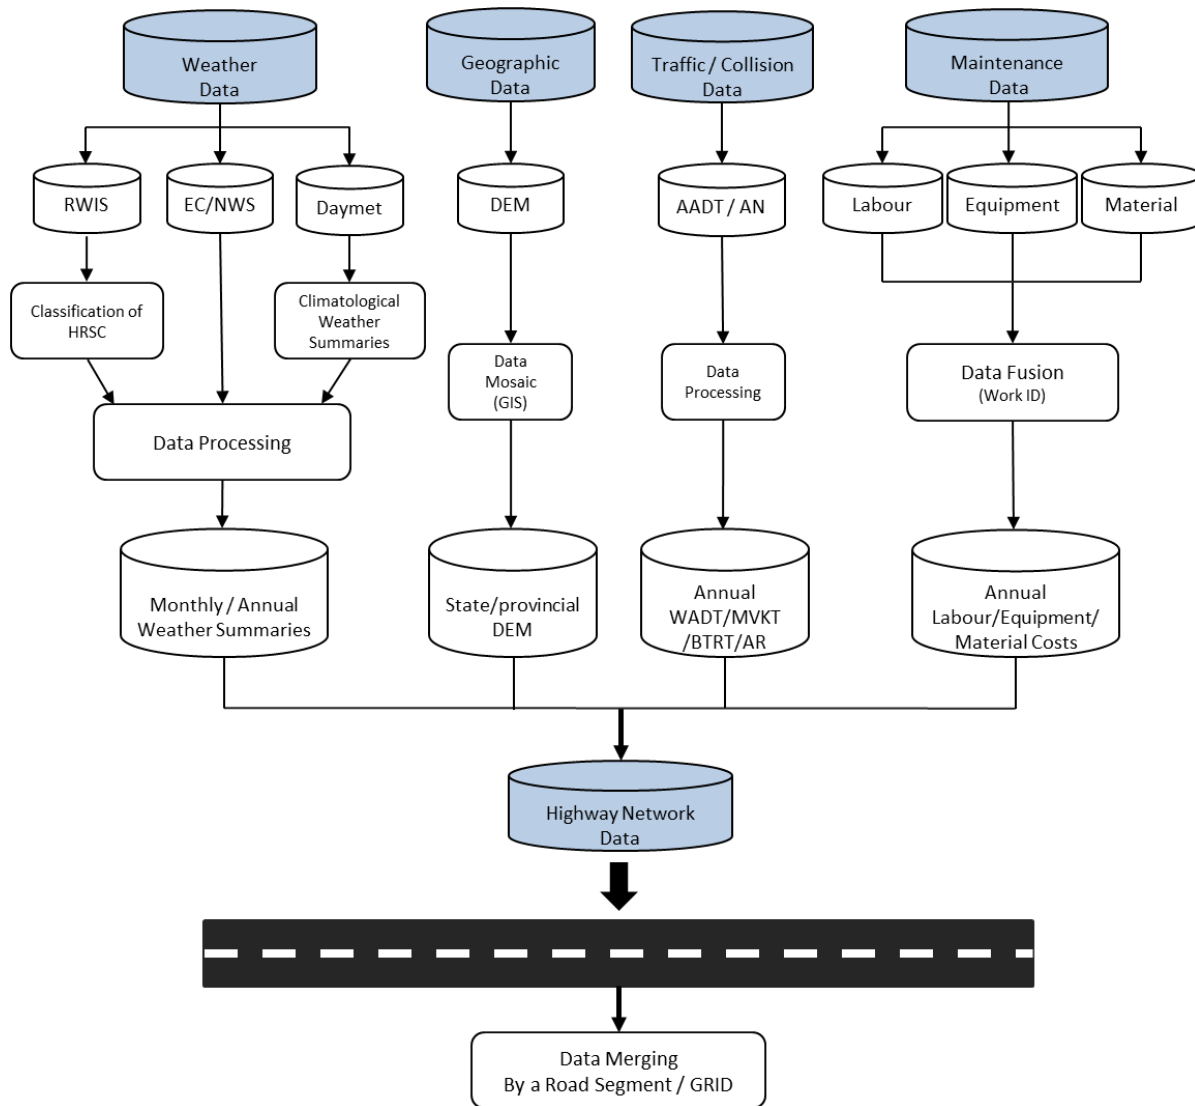 Weather
Data
Geographic
Data
Traffic / Collision
Data
Maintenance
Data
RWIS
EC/NWS
Daymet
DEM
AADT / AN
Labour
Equipment
Material
Classification of
HRSC
Climatological
Weather
Summaries
Data
Mosaic
(GIS)
Data
Processing
Data Fusion
(Work ID)
Data Processing
Monthly / Annual
Weather Summaries
State/provincial
DEM
Annual
WADT/MVKT
/BTRT/AR
Annual
Labour/Equipment/
Material Costs
Highway Network
Data
Data Merging
By a Road Segment / GRID